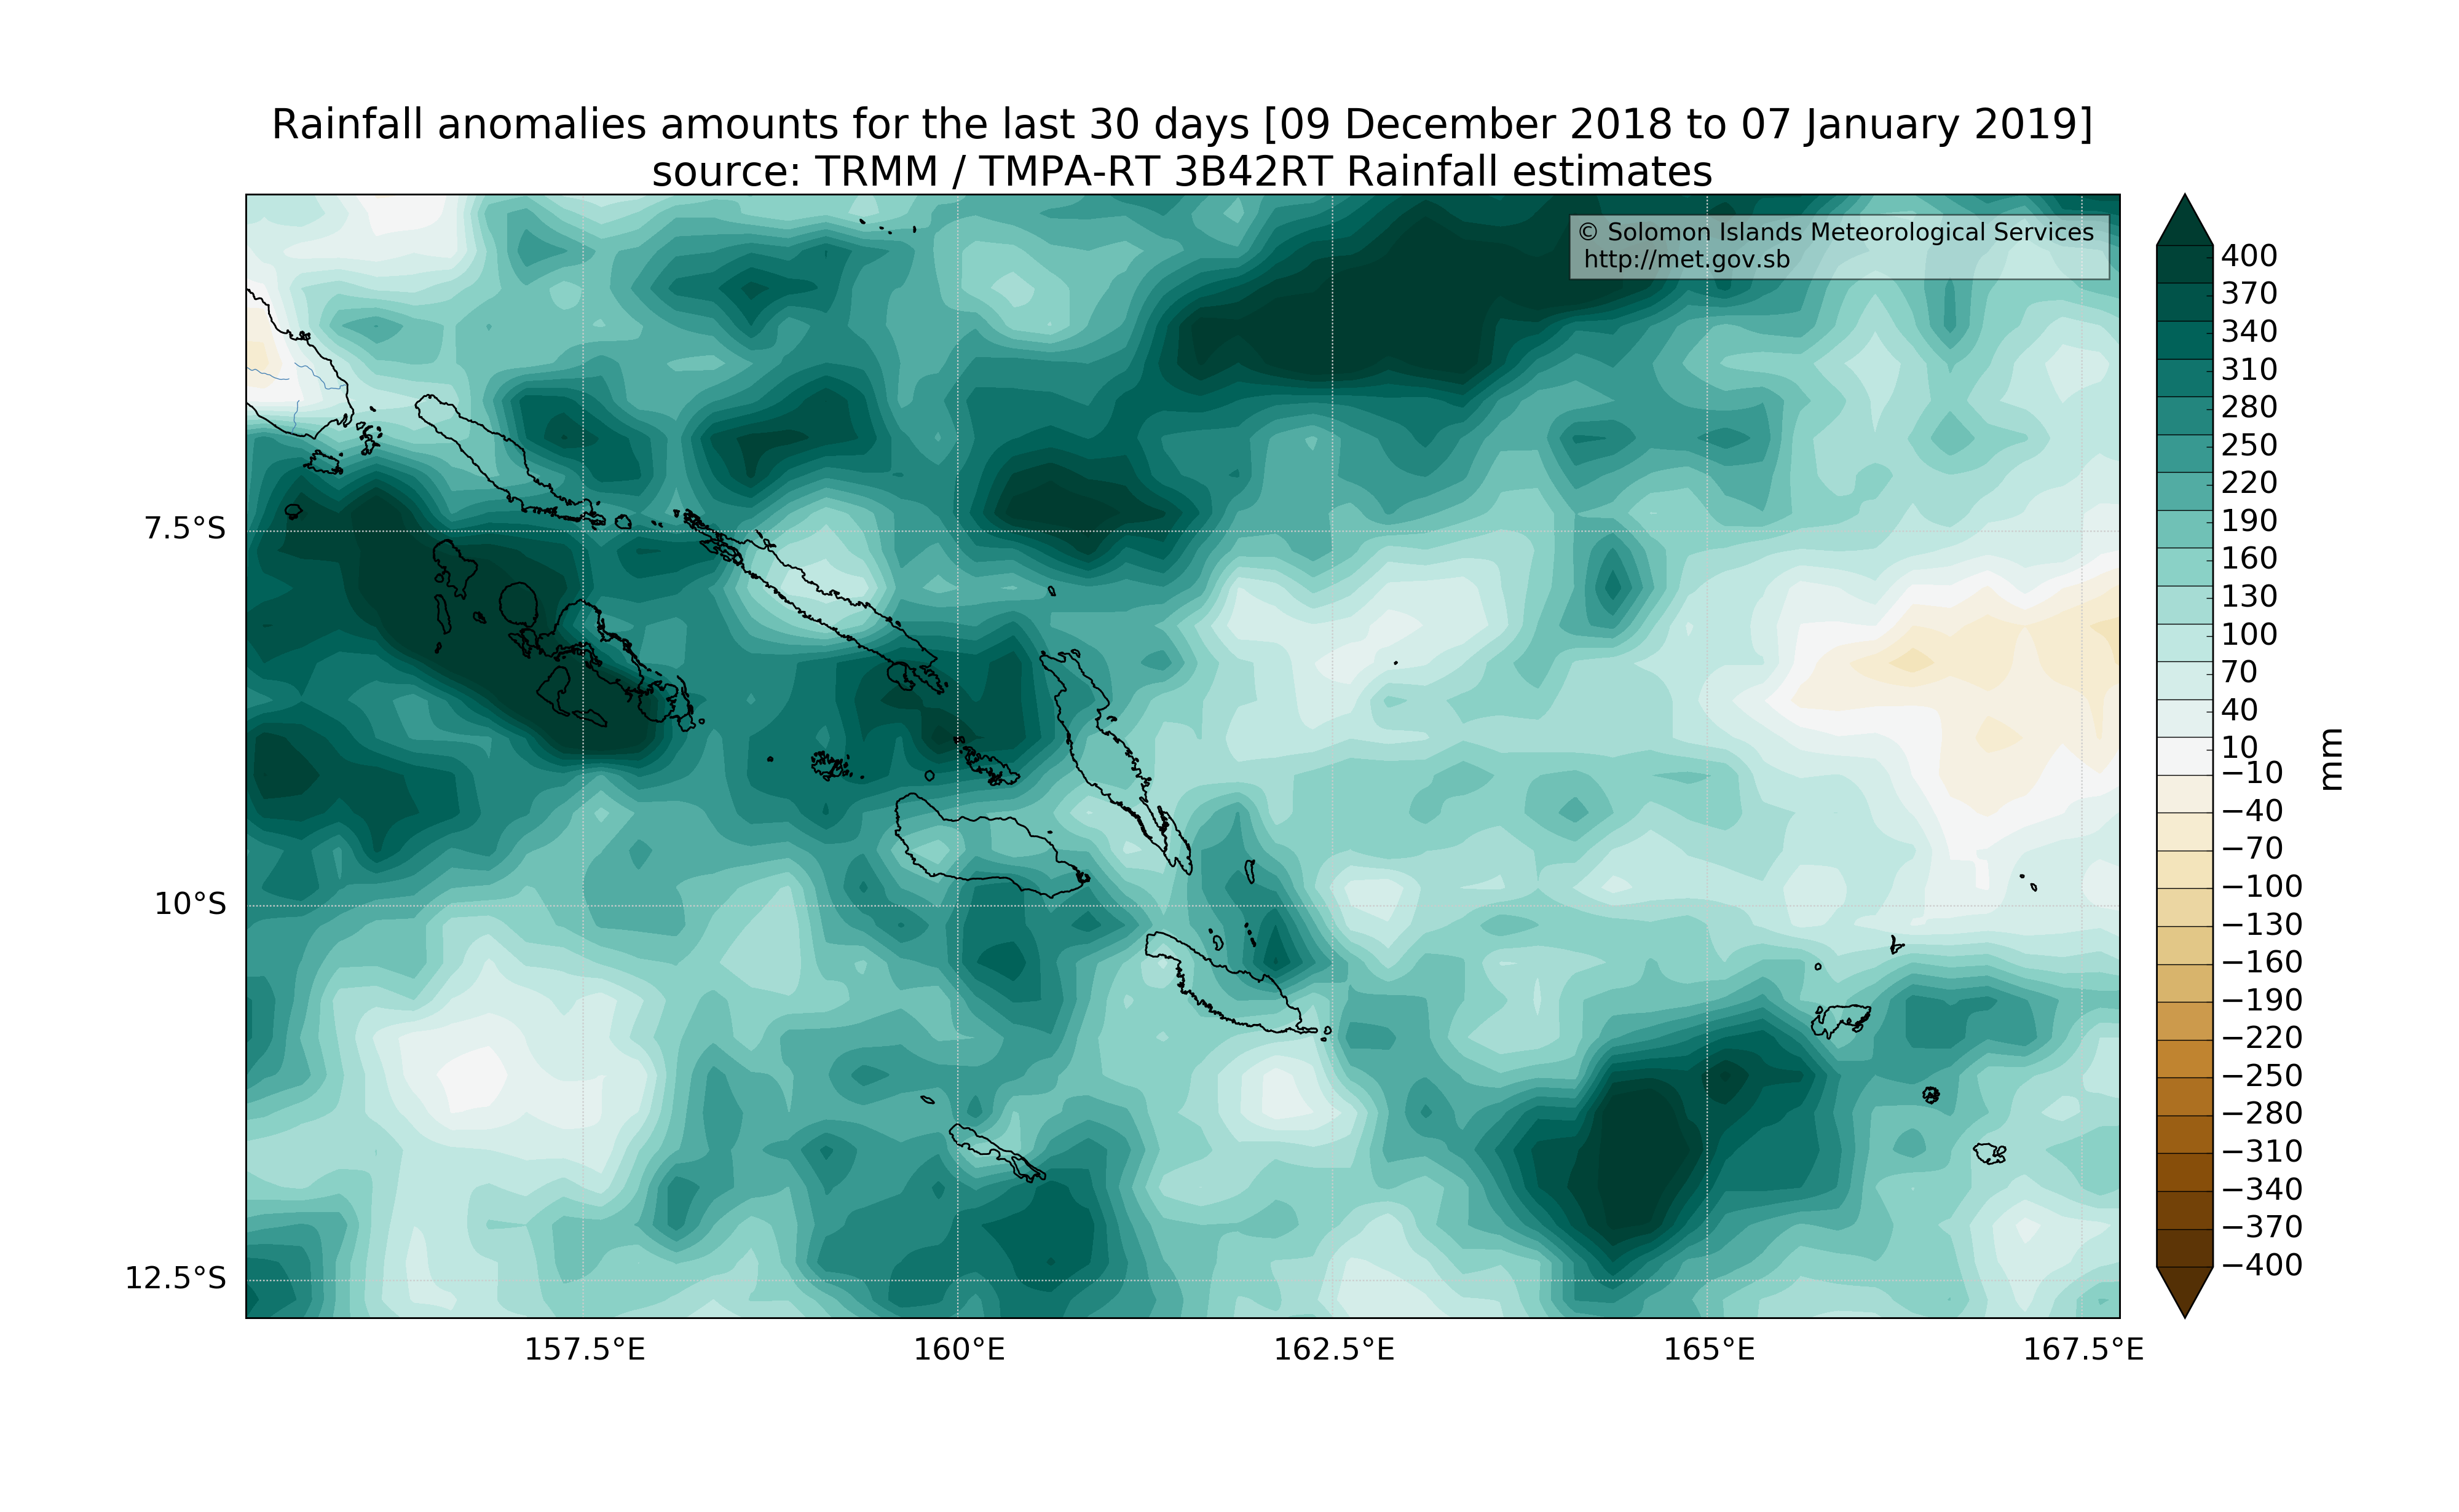 Rainfall anomalies amounts for the last 30 days [09 December 2018 to 07 January 2019]
source: TRMM / TMPA-RT 3B42RT Rainfall estimates
© Solomon Islands Meteorological Services
http://met.gov.sb
7.5°S
10°S
12.5°S
157.5°E
160°E
162.5°E
165°E
167.5°E
400
370
340
310
280
250
220
190
160
130
100
70
40
10
−10
−40
−70
−100
−130
−160
−190
−220
−250
−280
−310
−340
−370
−400
mm